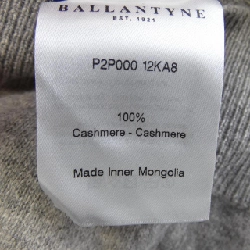 BALLANTYNE
EST. 1921
P2P000 12KA8
100%
Cashmere - Cashmere
Made Inner Mongolia